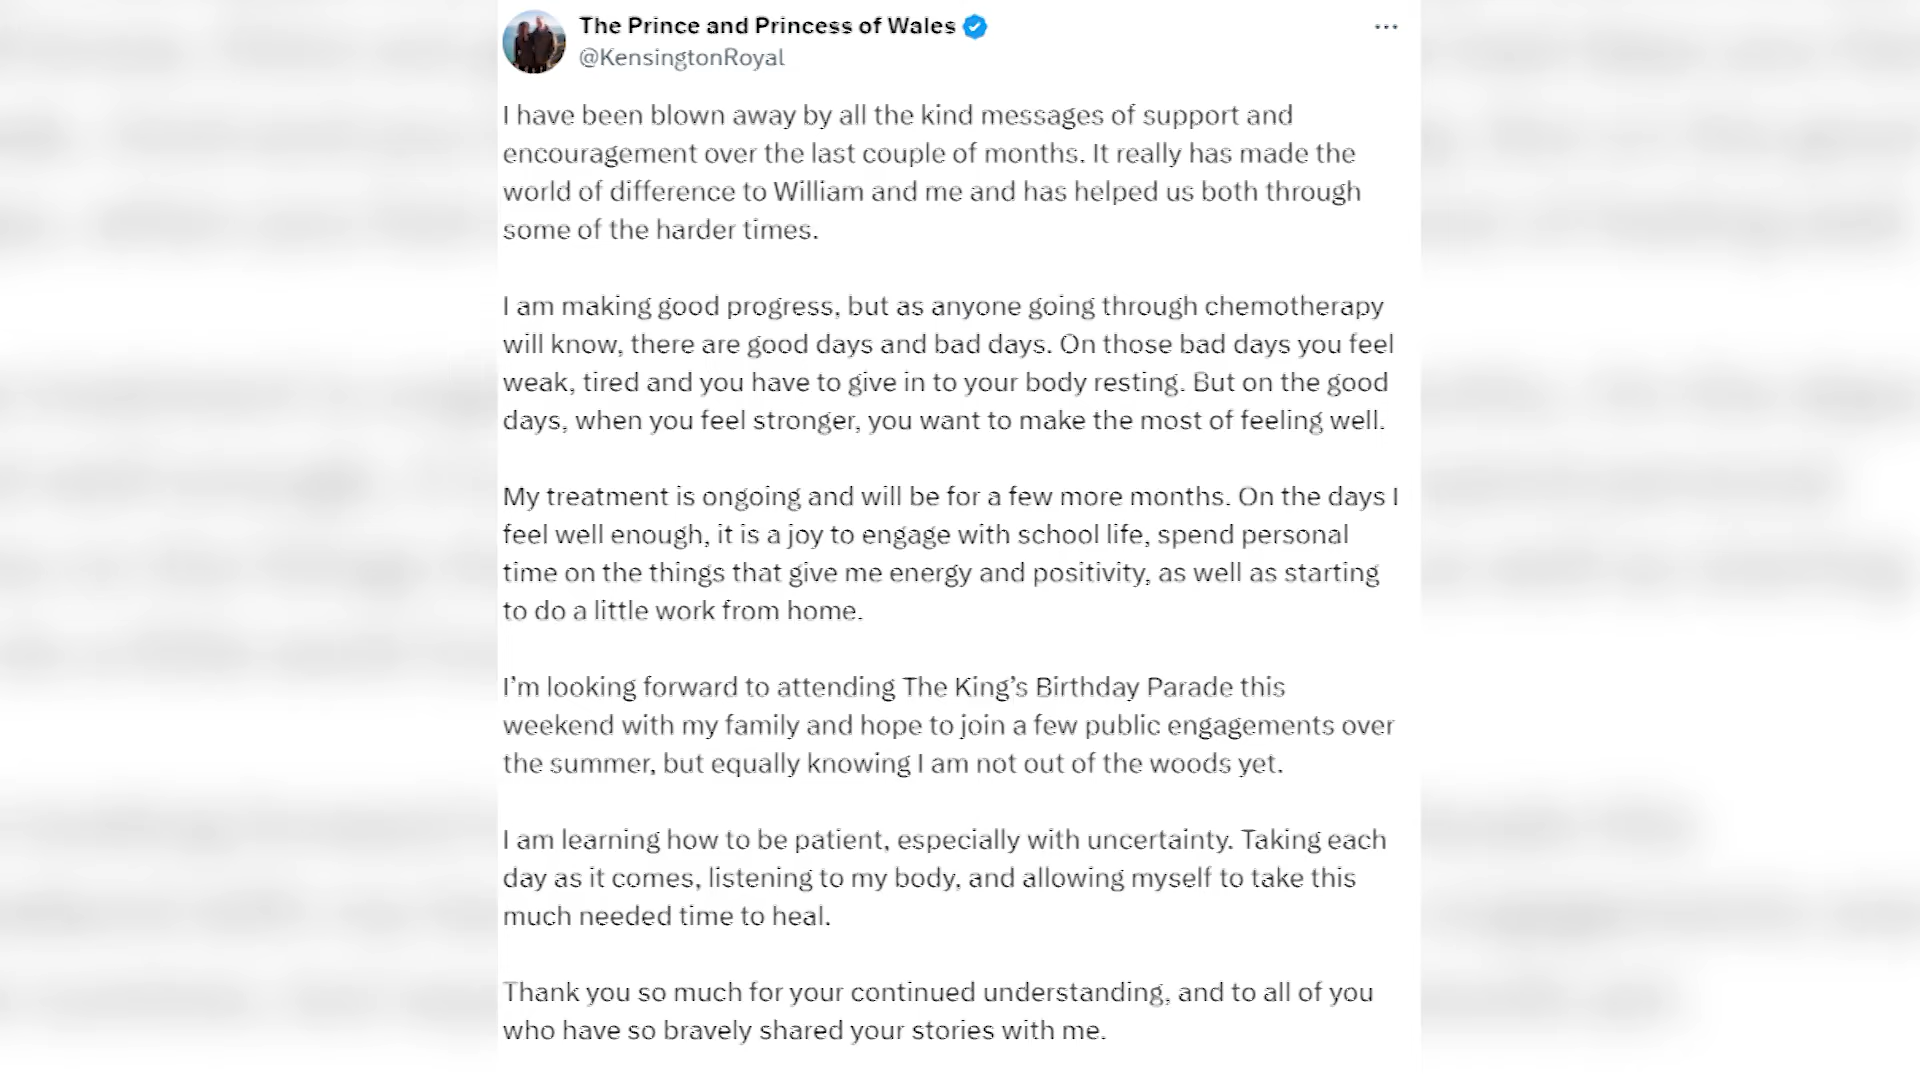 The Prince and Princess of Wales
@KensingtonRoyal
I have been blown away by all the kind messages of support and
encouragement over the last couple of months. It really has made the
world of difference to William and me and has helped us both through
some of the harder times.
I am making good progress, but as anyone going through chemotherapy
will know, there are good days and bad days. On those bad days you feel
weak, tired and you have to give in to your body resting. But on the good
days, when you feel stronger, you want to make the most of feeling well.
My treatment is ongoing and will be for a few more months. On the days I
feel well enough, it is a joy to engage with school life, spend personal
time on the things that give me energy and positivity, as well as starting
to do a little work from home.
I’m looking forward to attending The King’s Birthday Parade this
weekend with my family and hope to join a few public engagements over
the summer, but equally knowing I am not out of the woods yet.
I am learning how to be patient, especially with uncertainty. Taking each
day as it comes, listening to my body, and allowing myself to take this
much needed time to heal.
Thank you so much for your continued understanding, and to all of you
who have so bravely shared your stories with me.